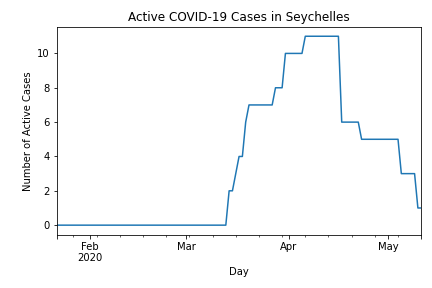 Active COVID-19 Cases in Seychelles
Number of Active Cases
10
8
6
4
2
0
Feb Mar Apr May
2020
Day